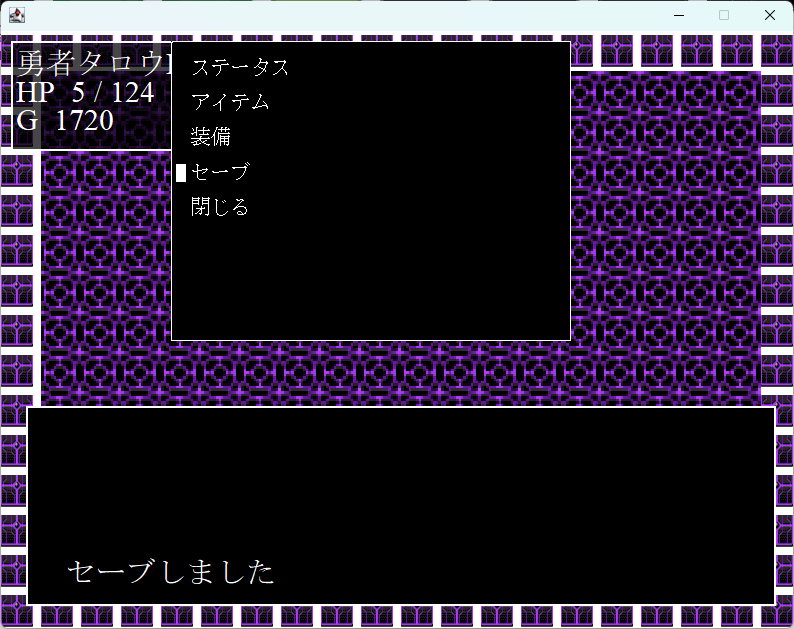 勇者タロウ
HP 5 / 124
G 1720
ステータス
アイテム
装備
セーブ
閉じる
セーブしました